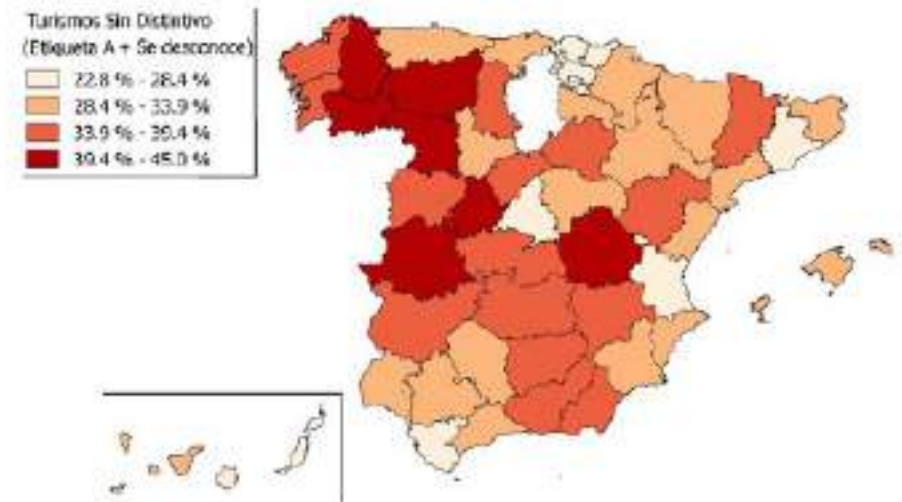 Turismos Sin Distintivo
(Etiqueta A + Se desconoce)
22.8 % - 28.4 %
28.4 % - 33.9 %
33.9 % - 39.4 %
39.4 % - 45.0 %